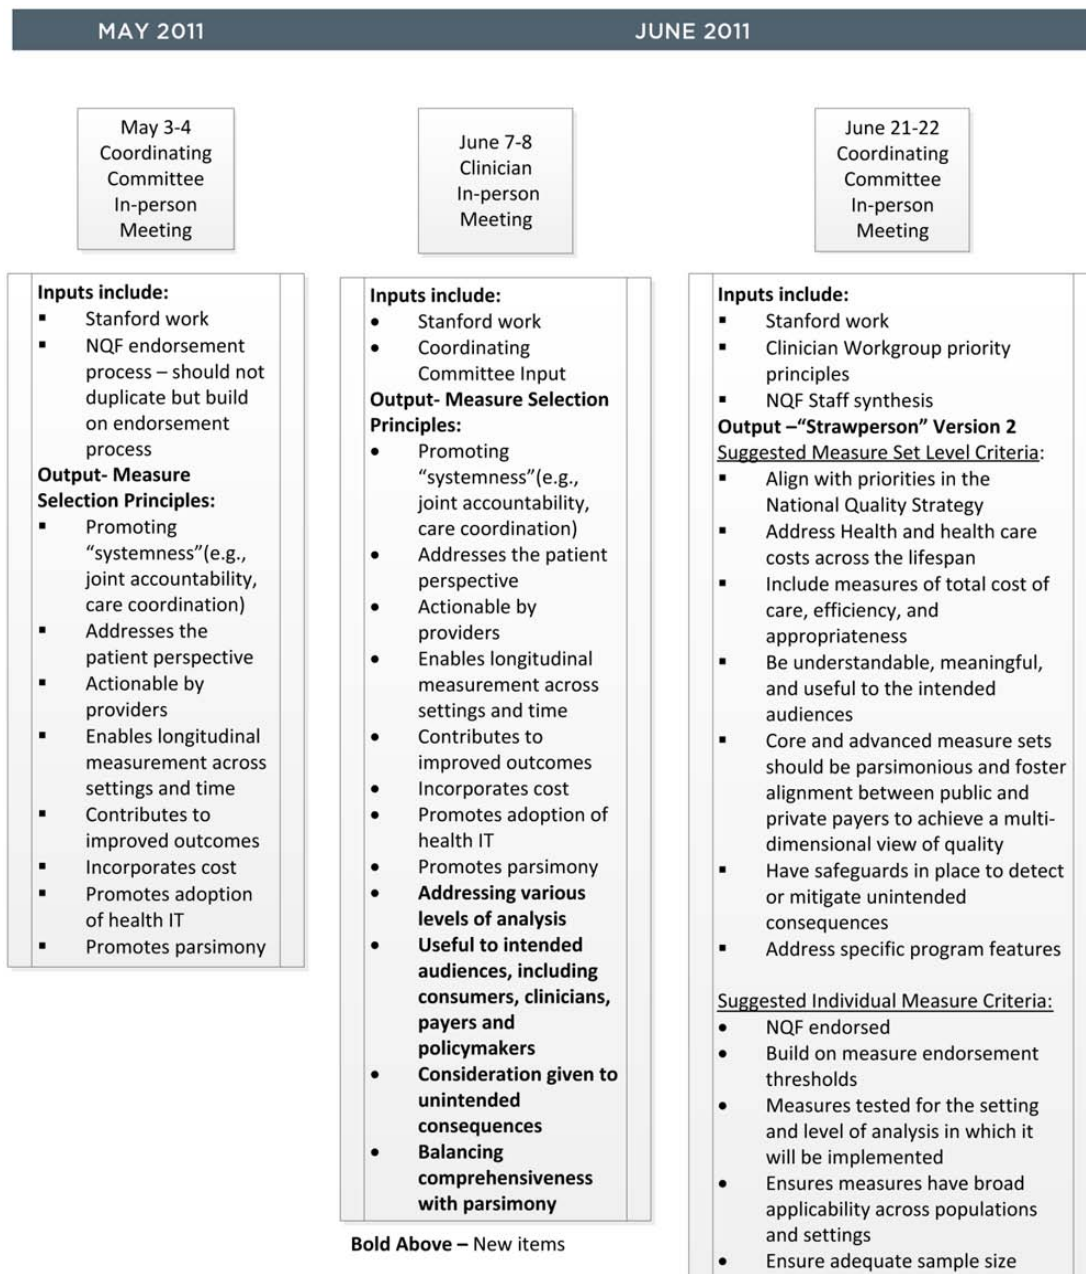 MAY 2011
JUNE 2011
May 3-4
Coordinating
Committee
In-person
Meeting
June 7-8
Clinician
In-person
Meeting
June 21-22
Coordinating
Committee
In-person
Meeting
Inputs include:
▪ Stanford work
▪ NQF endorsement
process – should not
duplicate but build
on endorsement
process
Output- Measure
Selection Principles:
▪ Promoting
“systemness”(e.g.,
joint accountability,
care coordination)
▪ Addresses the
patient perspective
▪ Actionable by
providers
▪ Enables longitudinal
measurement across
settings and time
▪ Contributes to
improved outcomes
▪ Incorporates cost
▪ Promotes adoption
of health IT
▪ Promotes parsimony
Inputs include:
• Stanford work
• Coordinating
Committee Input
Output- Measure Selection
Principles:
• Promoting
“systemness”(e.g.,
joint accountability,
care coordination)
• Addresses the patient
perspective
• Actionable by
providers
• Enables longitudinal
measurement across
settings and time
• Contributes to
improved outcomes
• Incorporates cost
• Promotes adoption of
health IT
• Promotes parsimony
• Addressing various
levels of analysis
• Useful to intended
audiences, including
consumers, clinicians,
payers and
policymakers
• Consideration given to
unintended
consequences
• Balancing
comprehensiveness
with parsimony
Bold Above – New items
Inputs include:
▪ Stanford work
▪ Clinician Workgroup priority
principles
▪ NQF Staff synthesis
Output –“Strawperson” Version 2
Suggested Measure Set Level Criteria:
▪ Align with priorities in the
National Quality Strategy
▪ Address Health and health care
costs across the lifespan
▪ Include measures of total cost of
care, efficiency, and
appropriateness
▪ Be understandable, meaningful,
and useful to the intended
audiences
▪ Core and advanced measure sets
should be parsimonious and foster
alignment between public and
private payers to achieve a multi-
dimensional view of quality
▪ Have safeguards in place to detect
or mitigate unintended
consequences
▪ Address specific program features
Suggested Individual Measure Criteria:
• NQF endorsed
• Build on measure endorsement
thresholds
• Measures tested for the setting
and level of analysis in which it
will be implemented
• Ensures measures have broad
applicability across populations
and settings
• Ensure adequate sample size